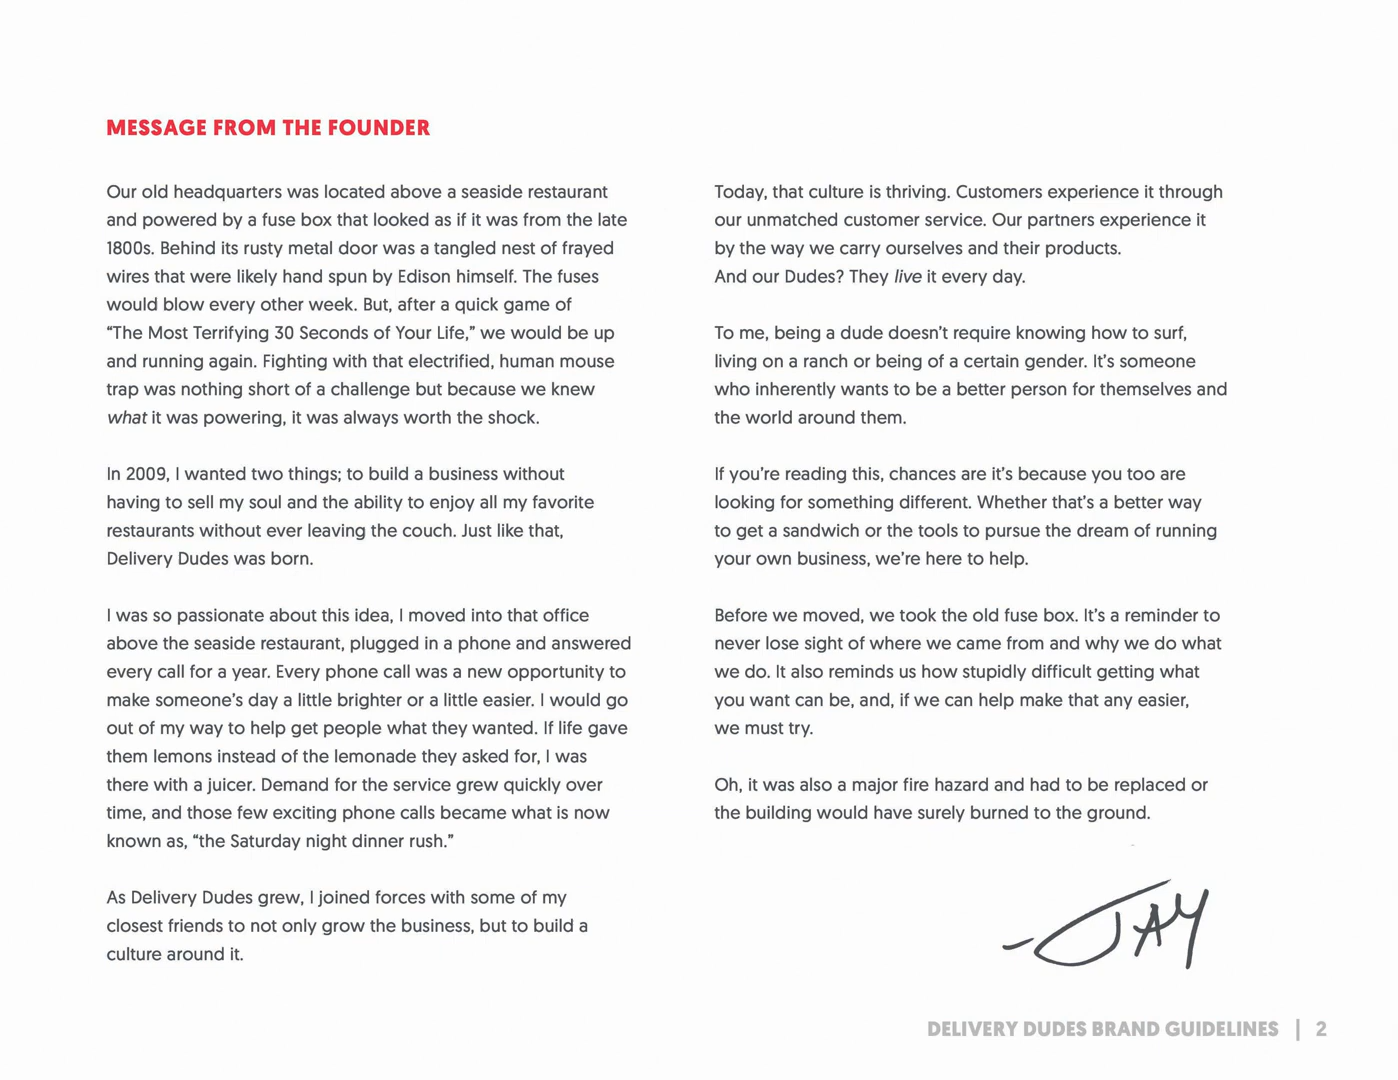 MESSAGE FROM THE FOUNDER
Our old headquarters was located above a seaside restaurant
and powered by a fuse box that looked as if it was from the late
1800s. Behind its rusty metal door was a tangled nest of frayed
wires that were likely hand spun by Edison himself. The fuses
would blow every other week. But, after a quick game of
“The Most Terrifying 30 Seconds of Your Life,” we would be up
and running again. Fighting with that electrified, human mouse
trap was nothing short of a challenge but because we knew
what it was powering, it was always worth the shock.
In 2009, I wanted two things; to build a business without
having to sell my soul and the ability to enjoy all my favorite
restaurants without ever leaving the couch. Just like that,
Delivery Dudes was born.
I was so passionate about this idea, I moved into that office
above the seaside restaurant, plugged in a phone and answered
every call for a year. Every phone call was a new opportunity to
make someone’s day a little brighter or a little easier. I would go
out of my way to help get people what they wanted. If life gave
them lemons instead of the lemonade they asked for, I was
there with a juicer. Demand for the service grew quickly over
time, and those few exciting phone calls became what is now
known as, “the Saturday night dinner rush.”
As Delivery Dudes grew, I joined forces with some of my
closest friends to not only grow the business, but to build a
culture around it.
Today, that culture is thriving. Customers experience it through
our unmatched customer service. Our partners experience it
by the way we carry ourselves and their products.
And our Dudes? They live it every day.
To me, being a dude doesn’t require knowing how to surf,
living on a ranch or being of a certain gender. It’s someone
who inherently wants to be a better person for themselves and
the world around them.
If you’re reading this, chances are it’s because you too are
looking for something different. Whether that’s a better way
to get a sandwich or the tools to pursue the dream of running
your own business, we’re here to help.
Before we moved, we took the old fuse box. It’s a reminder to
never lose sight of where we came from and why we do what
we do. It also reminds us how stupidly difficult getting what
you want can be, and, if we can help make that any easier,
we must try.
Oh, it was also a major fire hazard and had to be replaced or
the building would have surely burned to the ground.
-JAY
DELIVERY DUDES BRAND GUIDELINES | 2